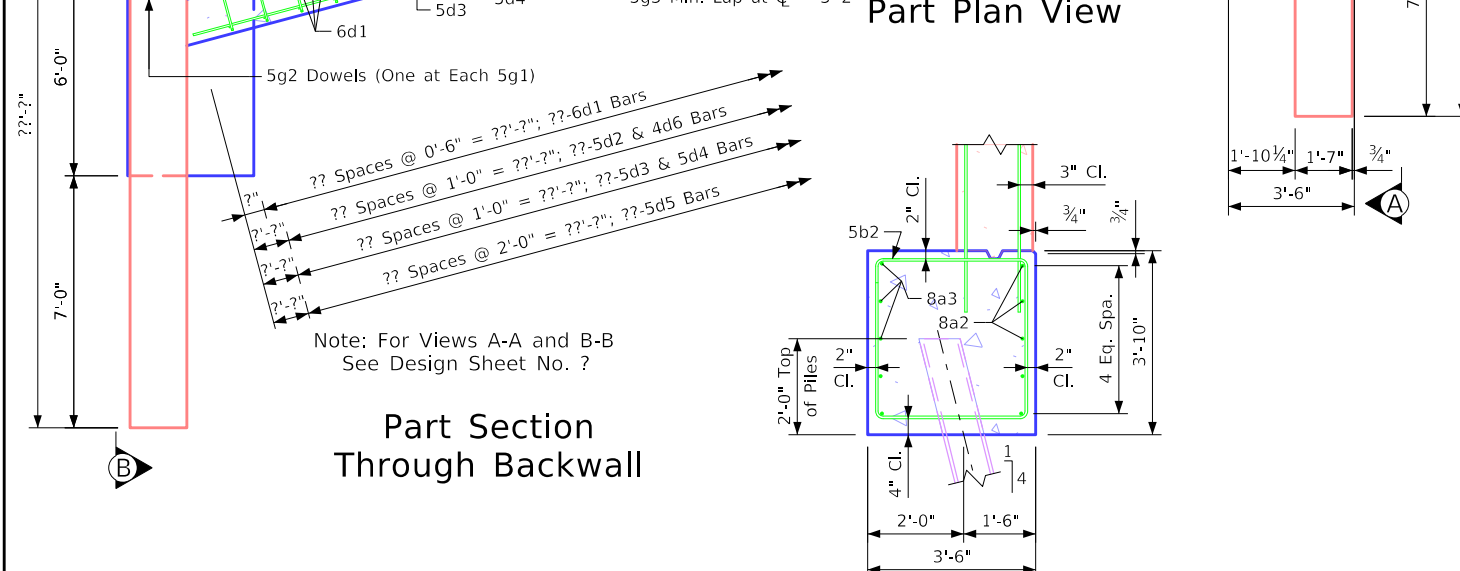 5d3
6d1
Part Plan View
6'-0"
5g2 Dowels (One at Each 5g1)
??'-?"
?? Spaces @ 0'-6" = ??'-?"; ??-6d1 Bars
?? Spaces @ 1'-0" = ??'-?"; ??-5d2 & 4d6 Bars
?? Spaces @ 1'-0" = ??'-?"; ??-5d3 & 5d4 Bars
?? Spaces @ 2'-0" = ??'-?"; ??-5d5 Bars
?"
?'-?"
?'-?"
?'-?"
7'-0"
Note: For Views A-A and B-B
See Design Sheet No. ?
Part Section
Through Backwall
B
2" Cl.
3" Cl.
¾"
¾"
5b2
8a3
8a2
2'-0" Top
of Piles
2"
Cl.
2"
Cl.
4 Eq. Spa.
3'-10"
4" Cl.
1
4
2'-0"
1'-6"
3'-6"
7
1'-10¼"
1'-7"
¾"
3'-6"
A